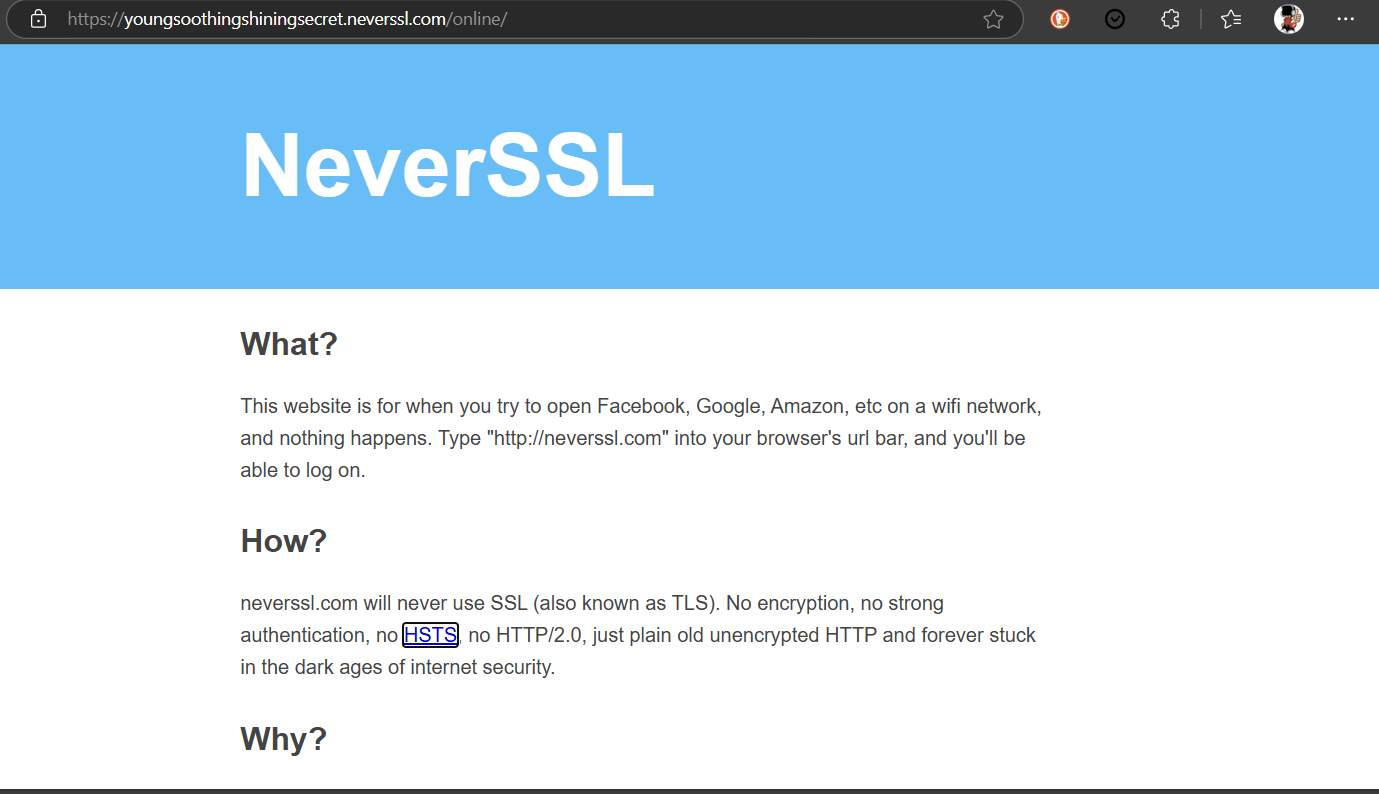 https://youngsoothingshiningsecret.neverssl.com/online/
NeverSSL
What?
This website is for when you try to open Facebook, Google, Amazon, etc on a wifi network,
and nothing happens. Type "http://neverssl.com" into your browser's url bar, and you'll be
able to log on.
How?
neverssl.com will never use SSL (also known as TLS). No encryption, no strong
authentication, no HSTS, no HTTP/2.0, just plain old unencrypted HTTP and forever stuck
in the dark ages of internet security.
Why?